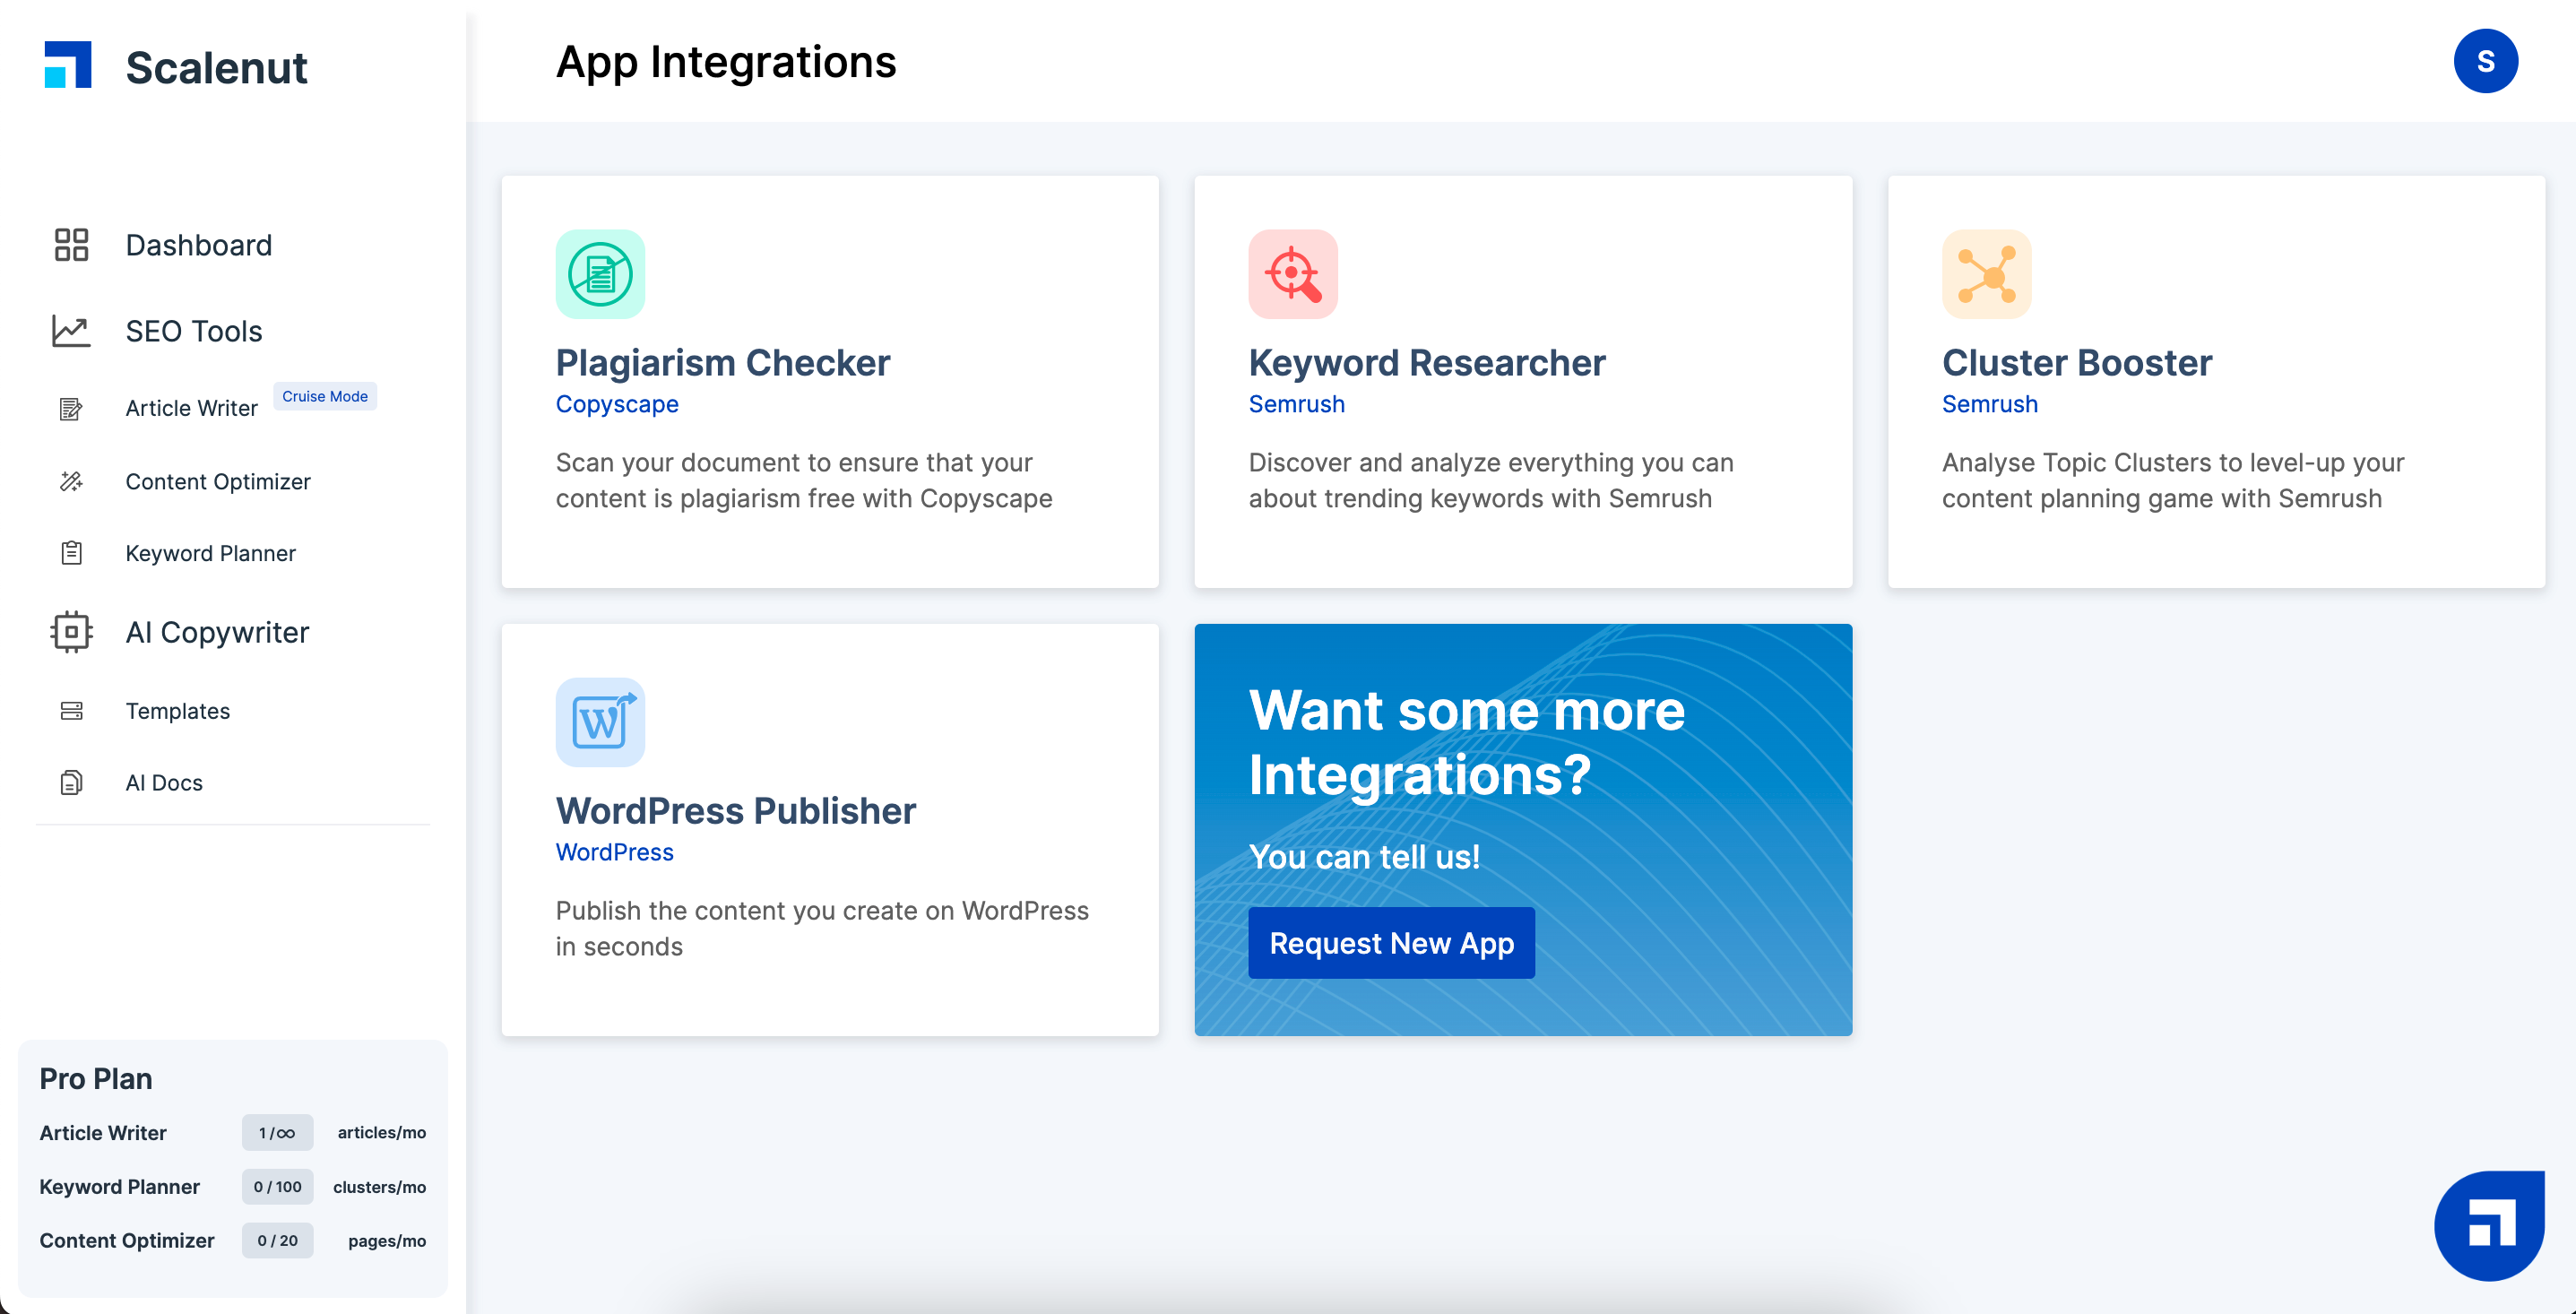 Scalenut
Dashboard
SEO Tools
Article Writer Cruise Mode
Content Optimizer
Keyword Planner
AI Copywriter
Templates
AI Docs
Pro Plan
Article Writer 1 / ∞ articles/mo
Keyword Planner 0 / 100 clusters/mo
Content Optimizer 0 / 20 pages/mo
App Integrations
S
Plagiarism Checker
Copyscape
Scan your document to ensure that your
content is plagiarism free with Copyscape
Keyword Researcher
Semrush
Discover and analyze everything you can
about trending keywords with Semrush
Cluster Booster
Semrush
Analyse Topic Clusters to level-up your
content planning game with Semrush
W
WordPress Publisher
WordPress
Publish the content you create on WordPress
in seconds
Want some more
Integrations?
You can tell us!
Request New App